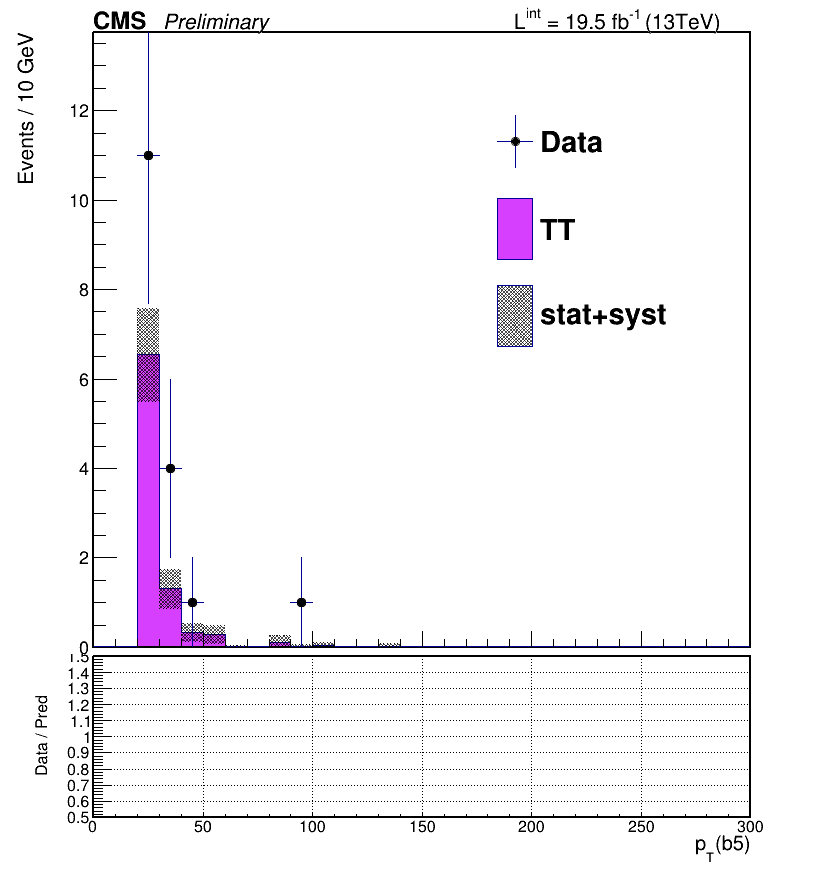 CMS Preliminary L^int = 19.5 fb^-1 (13TeV)
Events / 10 GeV
12
10
8
6
4
2
0
Data
TT
stat+syst
Data / Pred
1.5
1.4
1.3
1.2
1.1
1
0.9
0.8
0.7
0.6
0.5
0 50 100 150 200 250 300
p_T(b5)